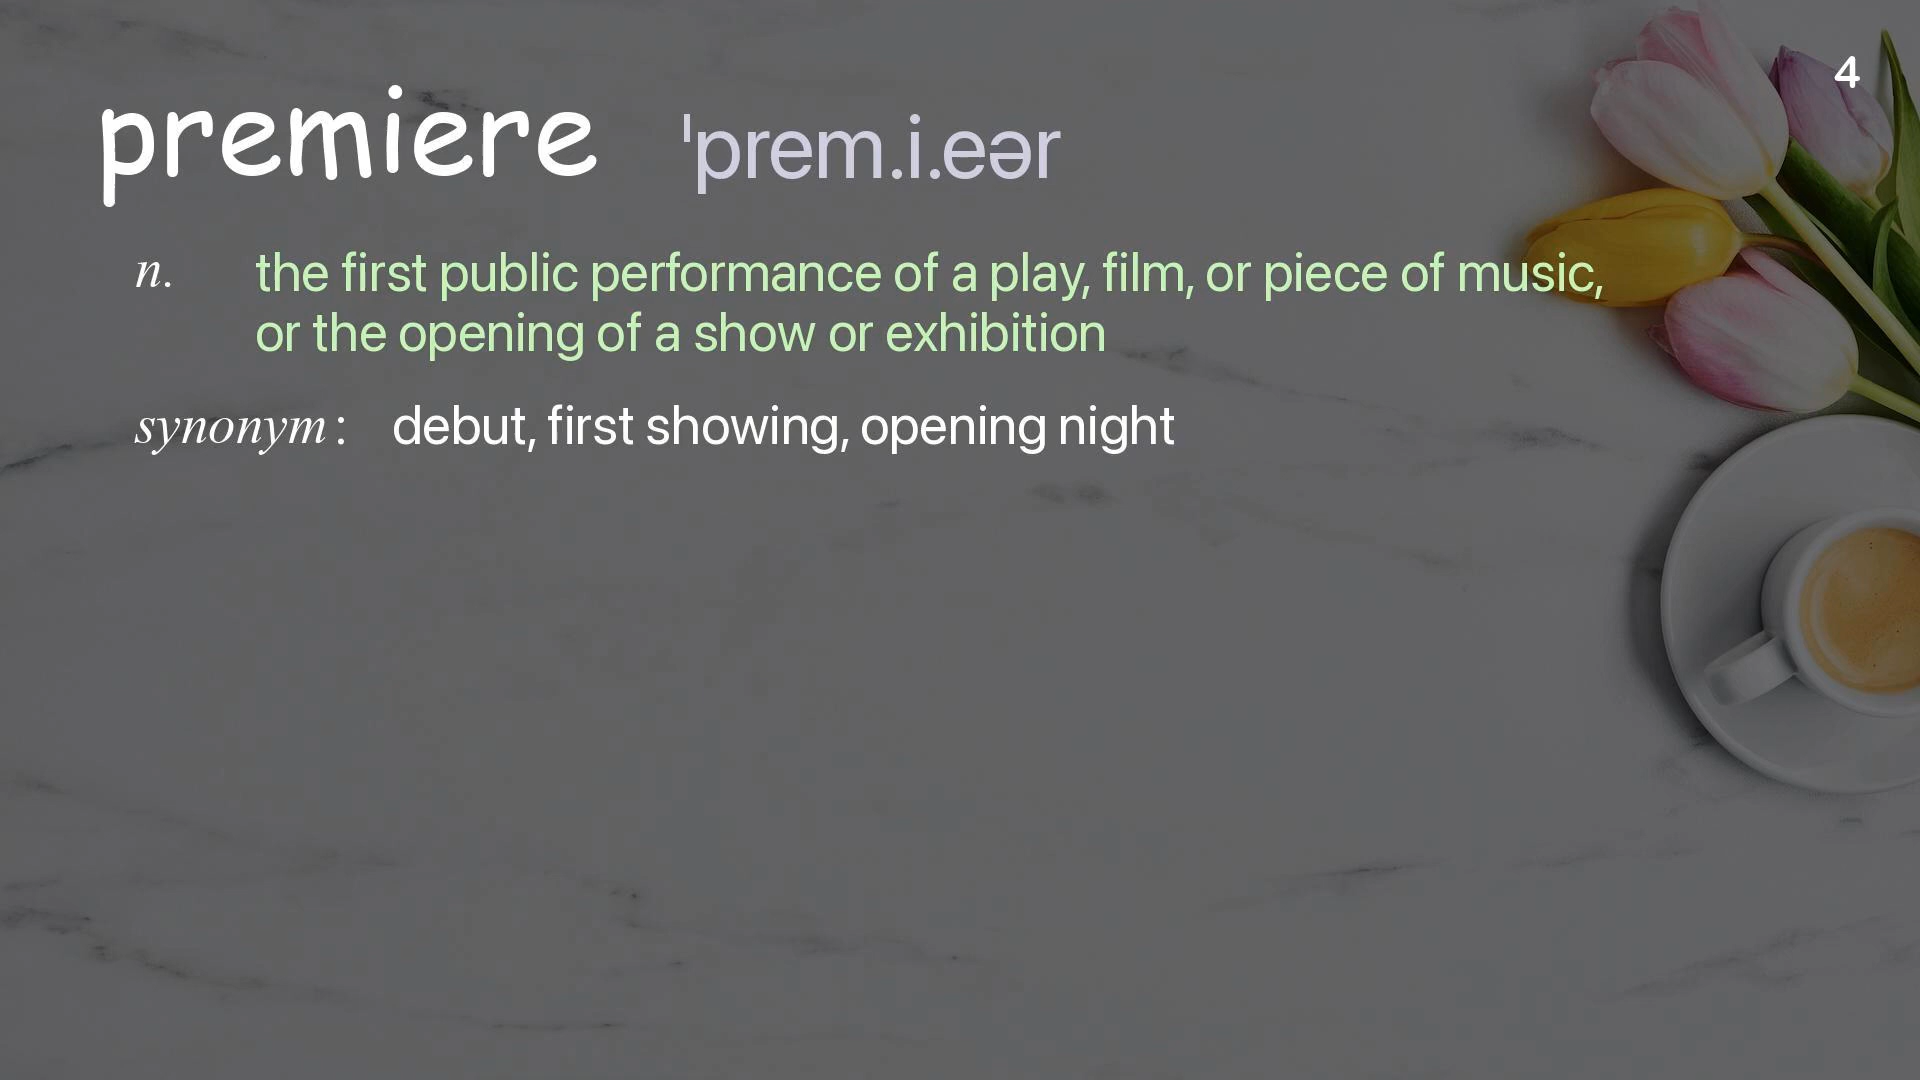 4
premiere ˈprem.i.eər
n. the first public performance of a play, film, or piece of music,
or the opening of a show or exhibition
synonym : debut, first showing, opening night